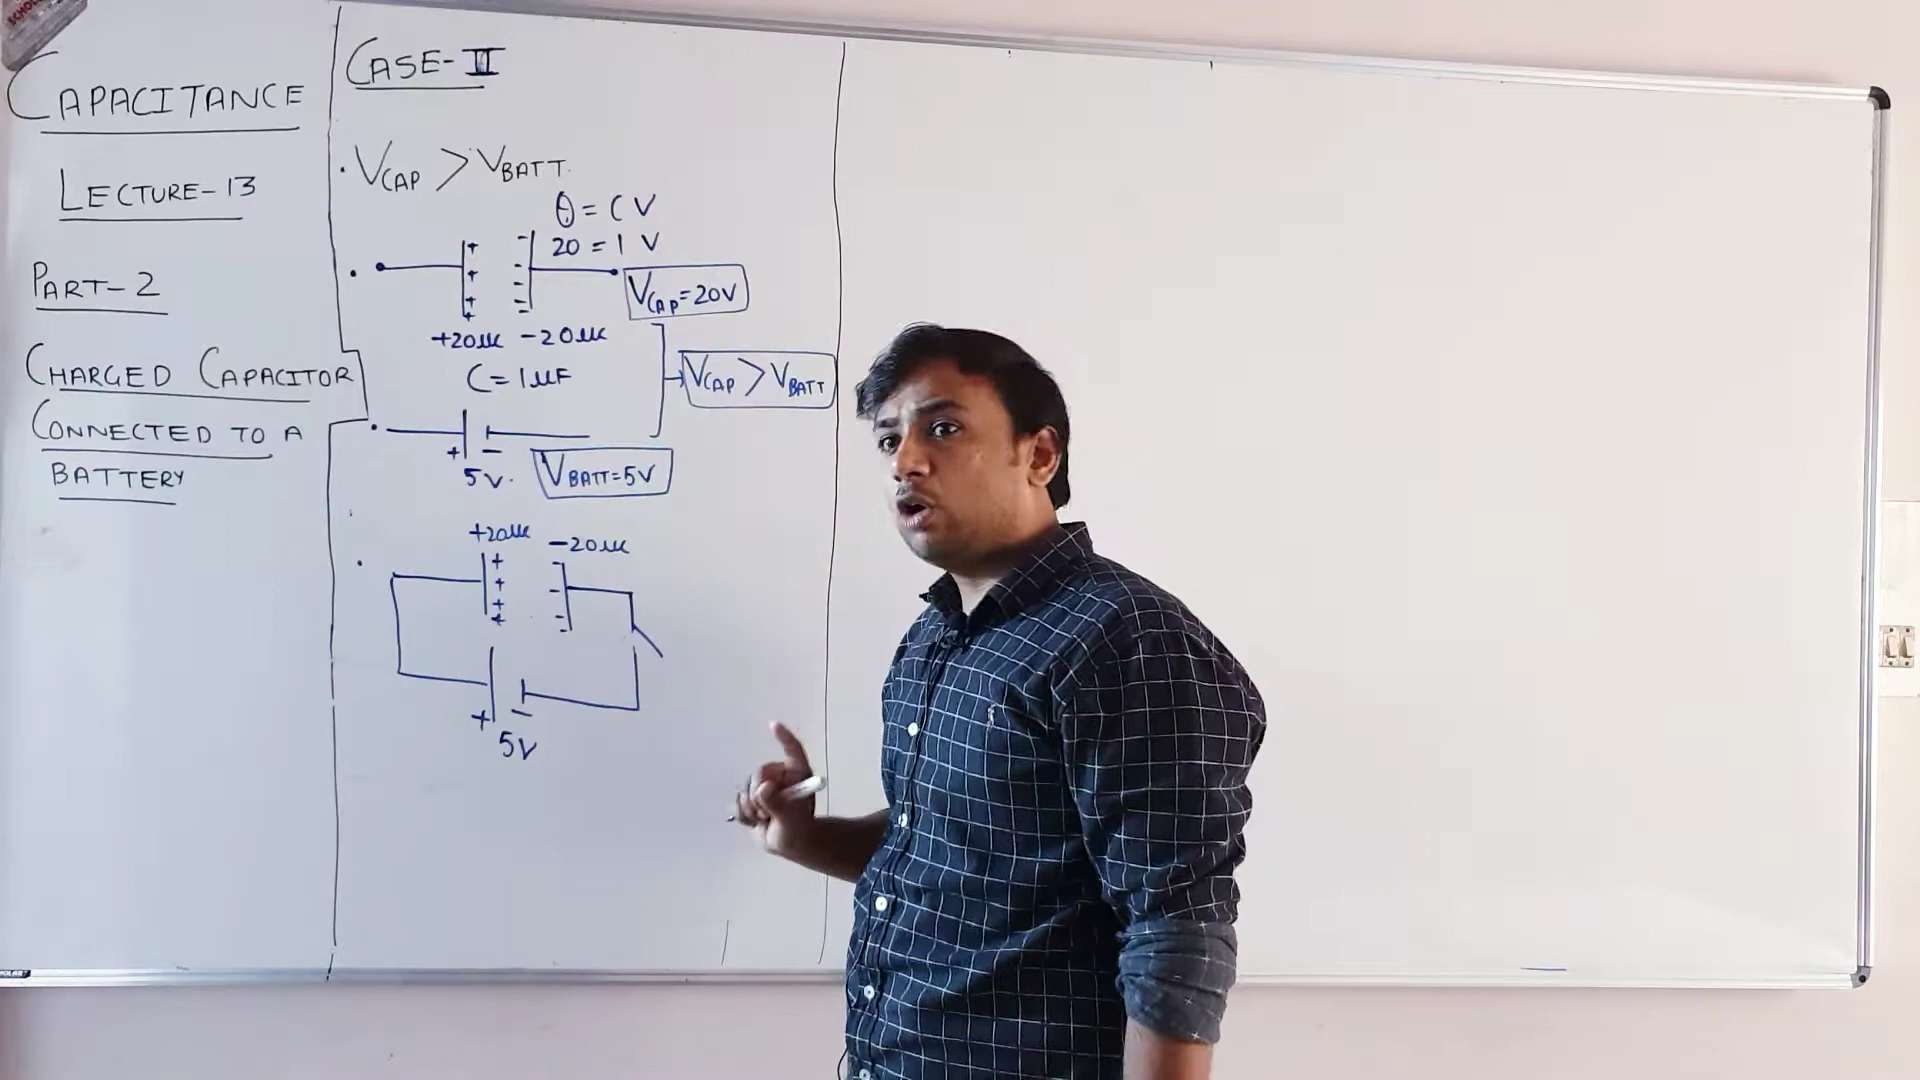 CAPACITANCE
LECTURE-13
PART-2
CHARGED CAPACITOR
CONNECTED TO A
BATTERY
CASE-II
. VCAP > VBATT.
Q = CV
20 = 1 V
VCAP = 20V
+20μC -20μC
C = 1μF
VCAP > VBATT
+ -
5V.
VBATT = 5V
+20μC -20μC
+ -
5V